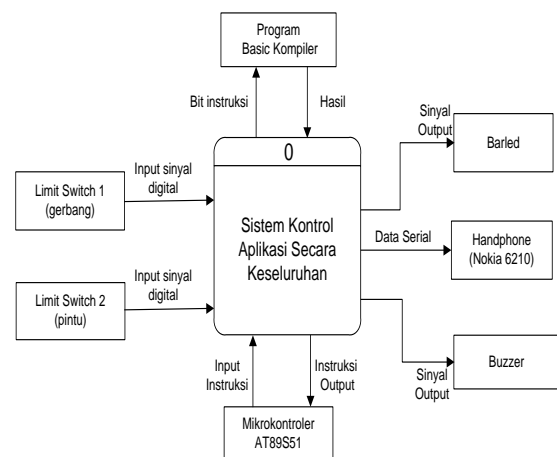 Program
Basic Kompiler
Bit instruksi
Hasil
Sinyal
Output
Barled
0
Input sinyal
digital
Limit Switch 1
(gerbang)
Sistem Kontrol
Aplikasi Secara
Keseluruhan
Data Serial
Handphone
(Nokia 6210)
Input sinyal
digital
Limit Switch 2
(pintu)
Buzzer
Sinyal
Output
Input
Instruksi
Instruksi
Output
Mikrokontroler
AT89S51